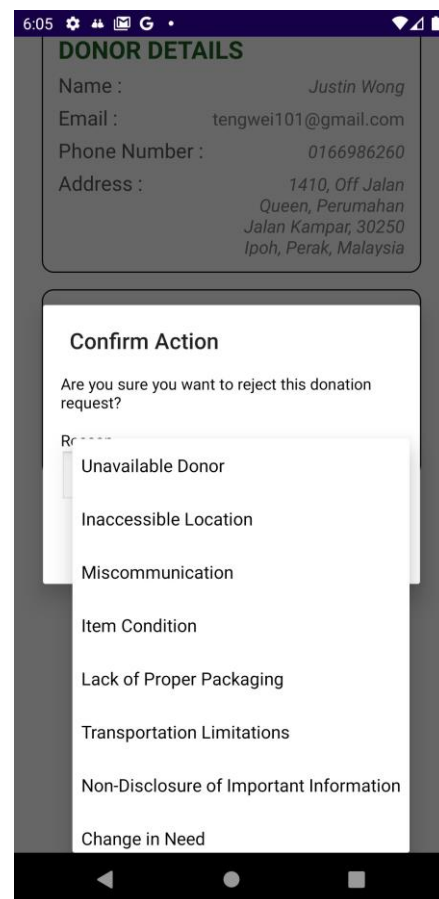 6:05
DONOR DETAILS
Name : Justin Wong
Email : tengwei101@gmail.com
Phone Number : 0166986260
Address : 1410, Off Jalan
Queen, Perumahan
Jalan Kampar, 30250
Ipoh, Perak, Malaysia
Confirm Action
Are you sure you want to reject this donation
request?
Unavailable Donor
Inaccessible Location
Miscommunication
Item Condition
Lack of Proper Packaging
Transportation Limitations
Non-Disclosure of Important Information
Change in Need